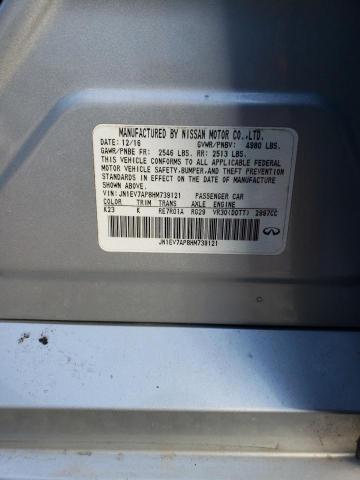 MANUFACTURED BY NISSAN MOTOR CO.,LTD.
DATE: 12/16 GVWR/PNBV: 4980 LBS.
GAWR/PNBE FR: 2546 LBS. RR: 2513 LBS.
THIS VEHICLE CONFORMS TO ALL APPLICABLE FEDERAL
MOTOR VEHICLE SAFETY,BUMPER,AND THEFT PREVENTION
STANDARDS IN EFFECT ON THE DATE OF MANUFACTURE
SHOWN ABOVE.
VIN: JN1EV7AP8HM739121 PASSENGER CAR
COLOR TRIM TRANS AXLE ENGINE
K23 K RE7R01A RG29 VR30(DDTT) 2997CC
JN1EV7AP8HM739121